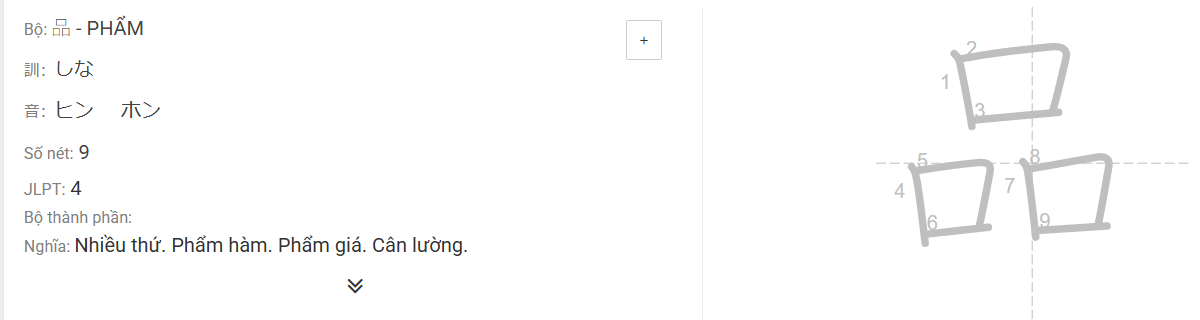 Bộ: 品 - PHẨM
+
訓: しな
音: ヒン ホン
Số nét: 9
JLPT: 4
Bộ thành phần:
Nghĩa: Nhiều thứ. Phẩm hàm. Phẩm giá. Cân lường.
2
1
3
5
8
4
7
6
9